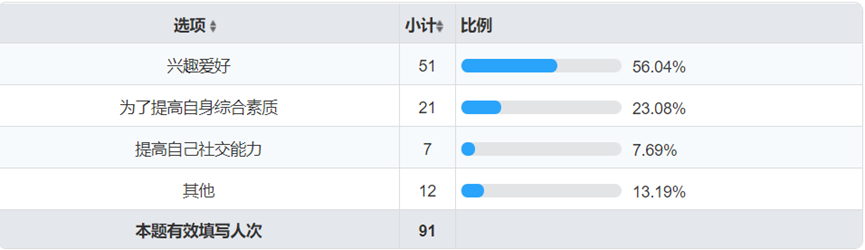 选项 小计 比例
兴趣爱好 51 56.04%
为了提高自身综合素质 21 23.08%
提高自己社交能力 7 7.69%
其他 12 13.19%
本题有效填写人次 91